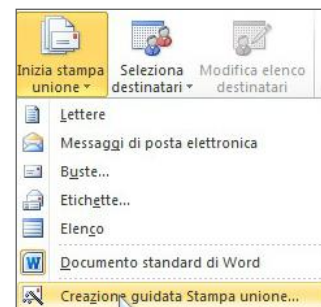 Inizia stampa unione
Seleziona destinatari
Modifica elenco destinatari
Lettere
Messaggi di posta elettronica
Buste...
Etichette...
Elenco
Documento standard di Word
Creazione guidata Stampa unione...